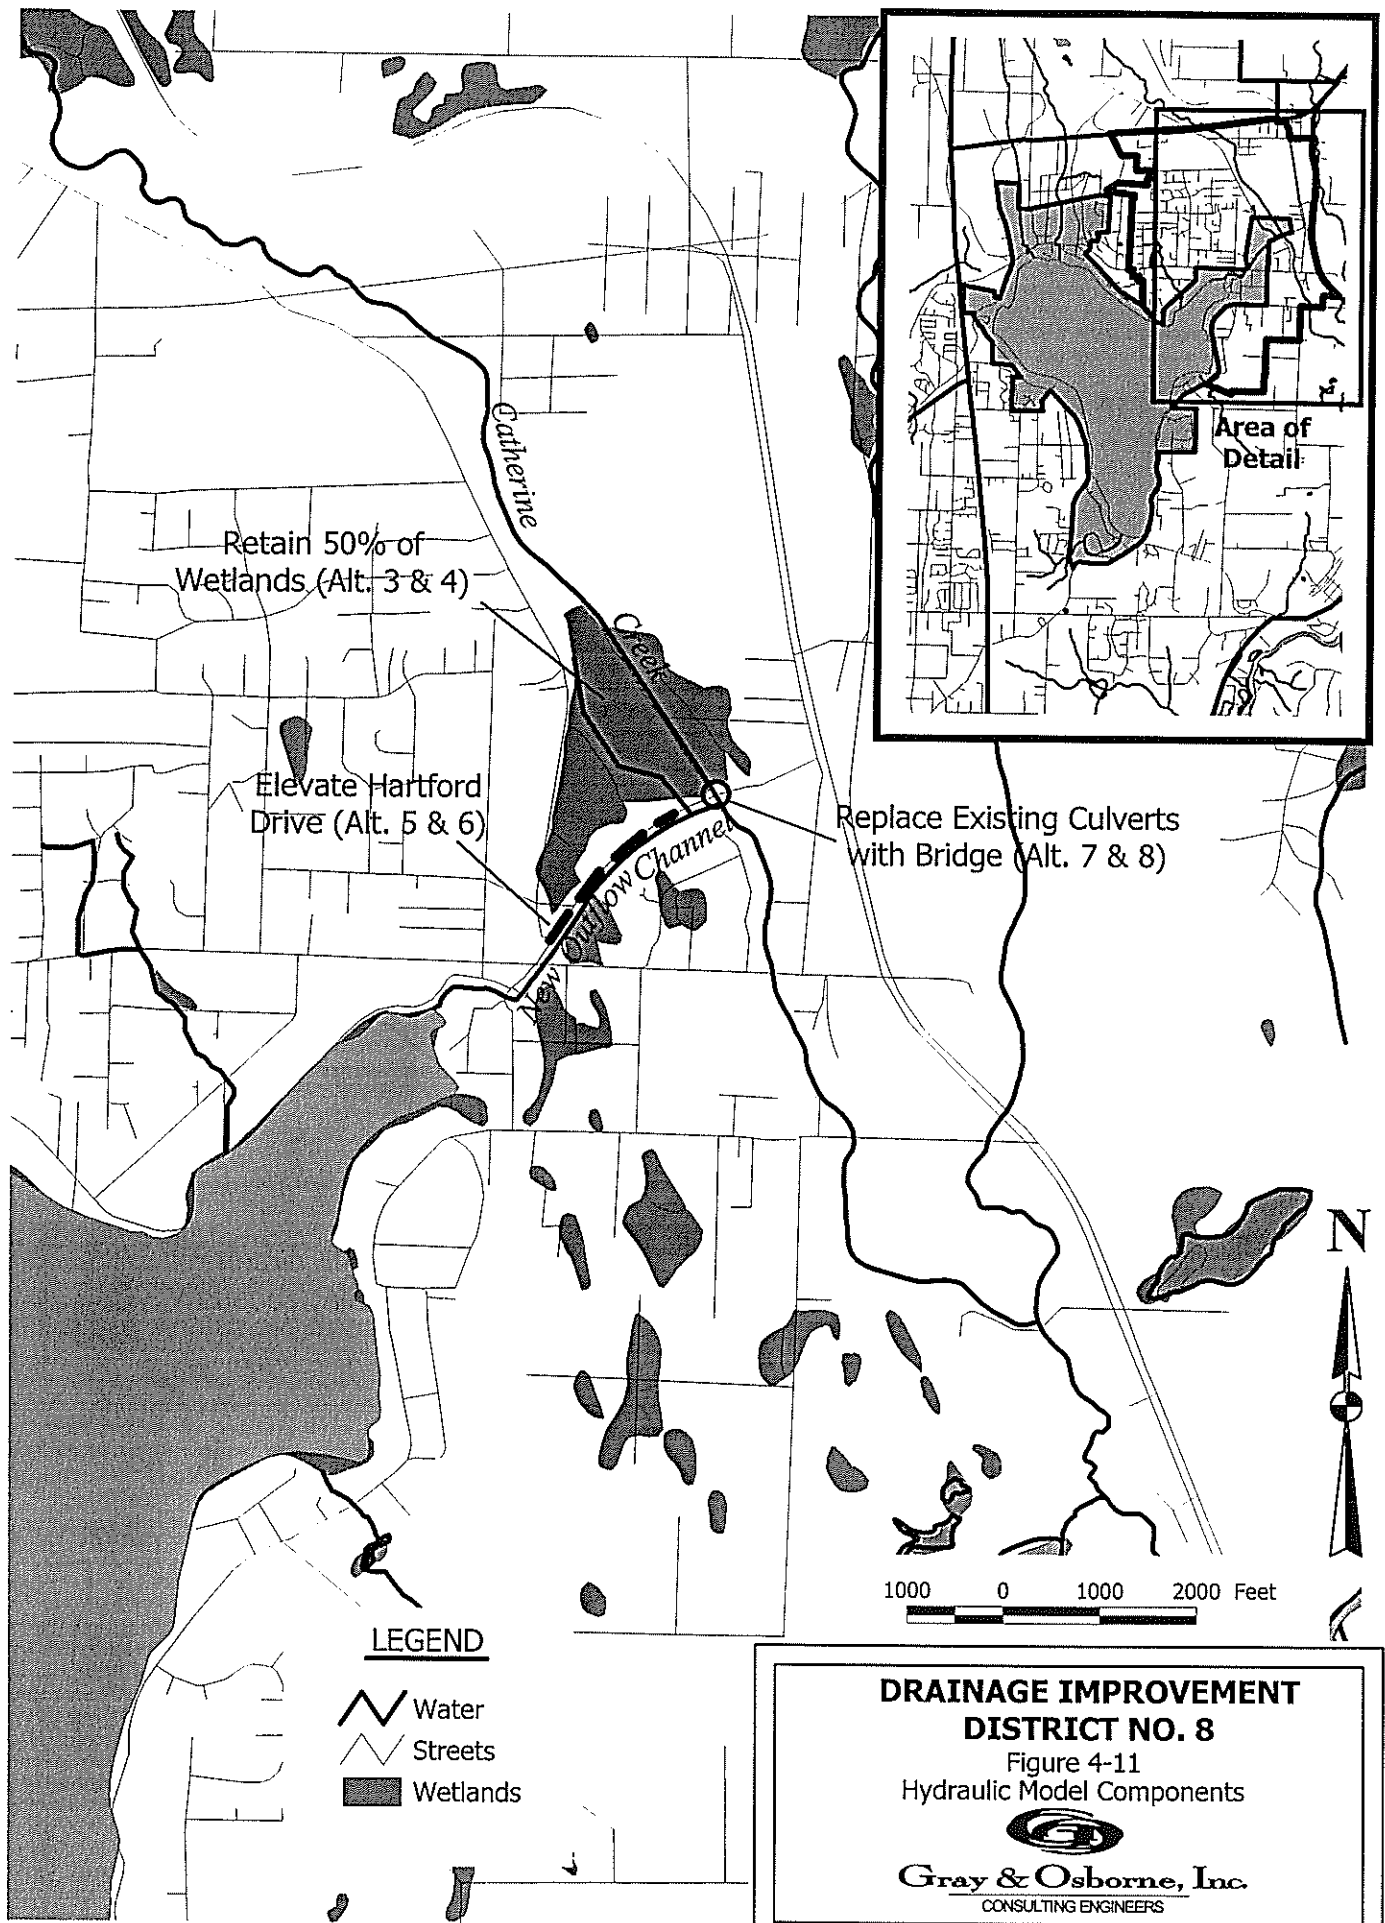 Area of
Detail
Catherine
Creek
Retain 50% of
Wetlands (Alt. 3 & 4)
Elevate Hartford
Drive (Alt. 5 & 6)
Replace Existing Culverts
with Bridge (Alt. 7 & 8)
New Outflow Channel
N
1000 0 1000 2000 Feet
LEGEND
Water
Streets
Wetlands
DRAINAGE IMPROVEMENT
DISTRICT NO. 8
Figure 4-11
Hydraulic Model Components
Gray & Osborne, Inc.
CONSULTING ENGINEERS